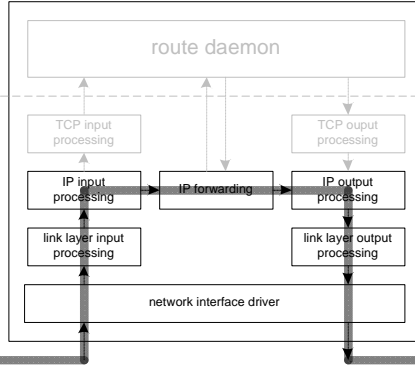 route daemon
TCP input
processing
TCP ouput
processing
IP input
processing
IP forwarding
IP output
processing
link layer input
processing
link layer output
processing
network interface driver